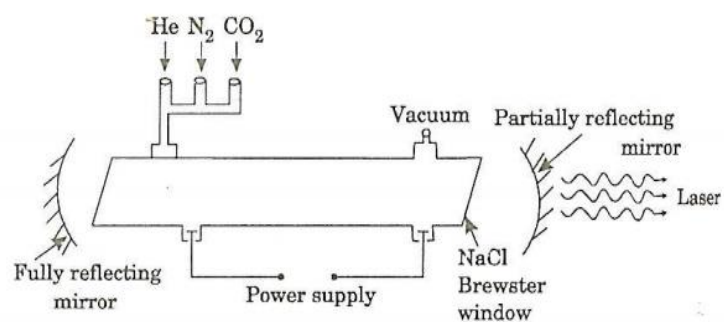 He N₂ CO₂
Vacuum
Partially reflecting
mirror
Laser
Fully reflecting
mirror
Power supply
NaCl
Brewster
window